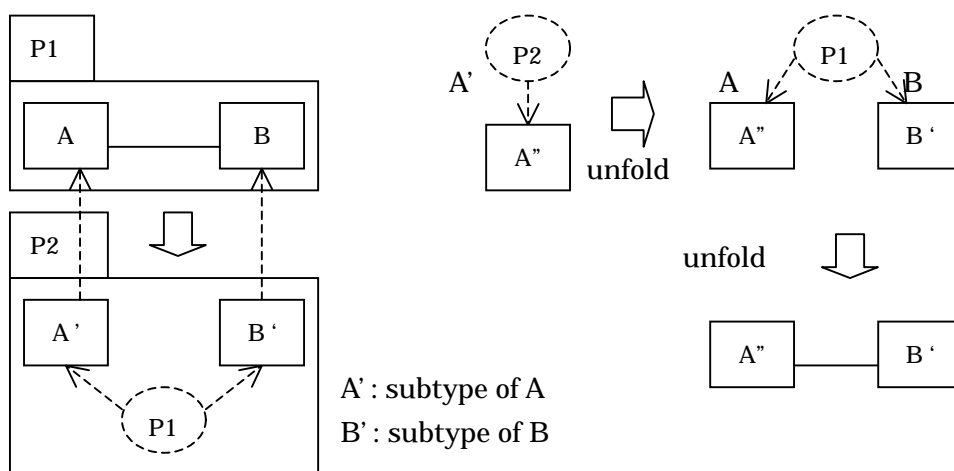 P1
A
B
P2
A'
B‘
P1
A' : subtype of A
B' : subtype of B
P2
A'
A”
unfold
P1
A
B
A”
B‘
unfold
A”
B‘